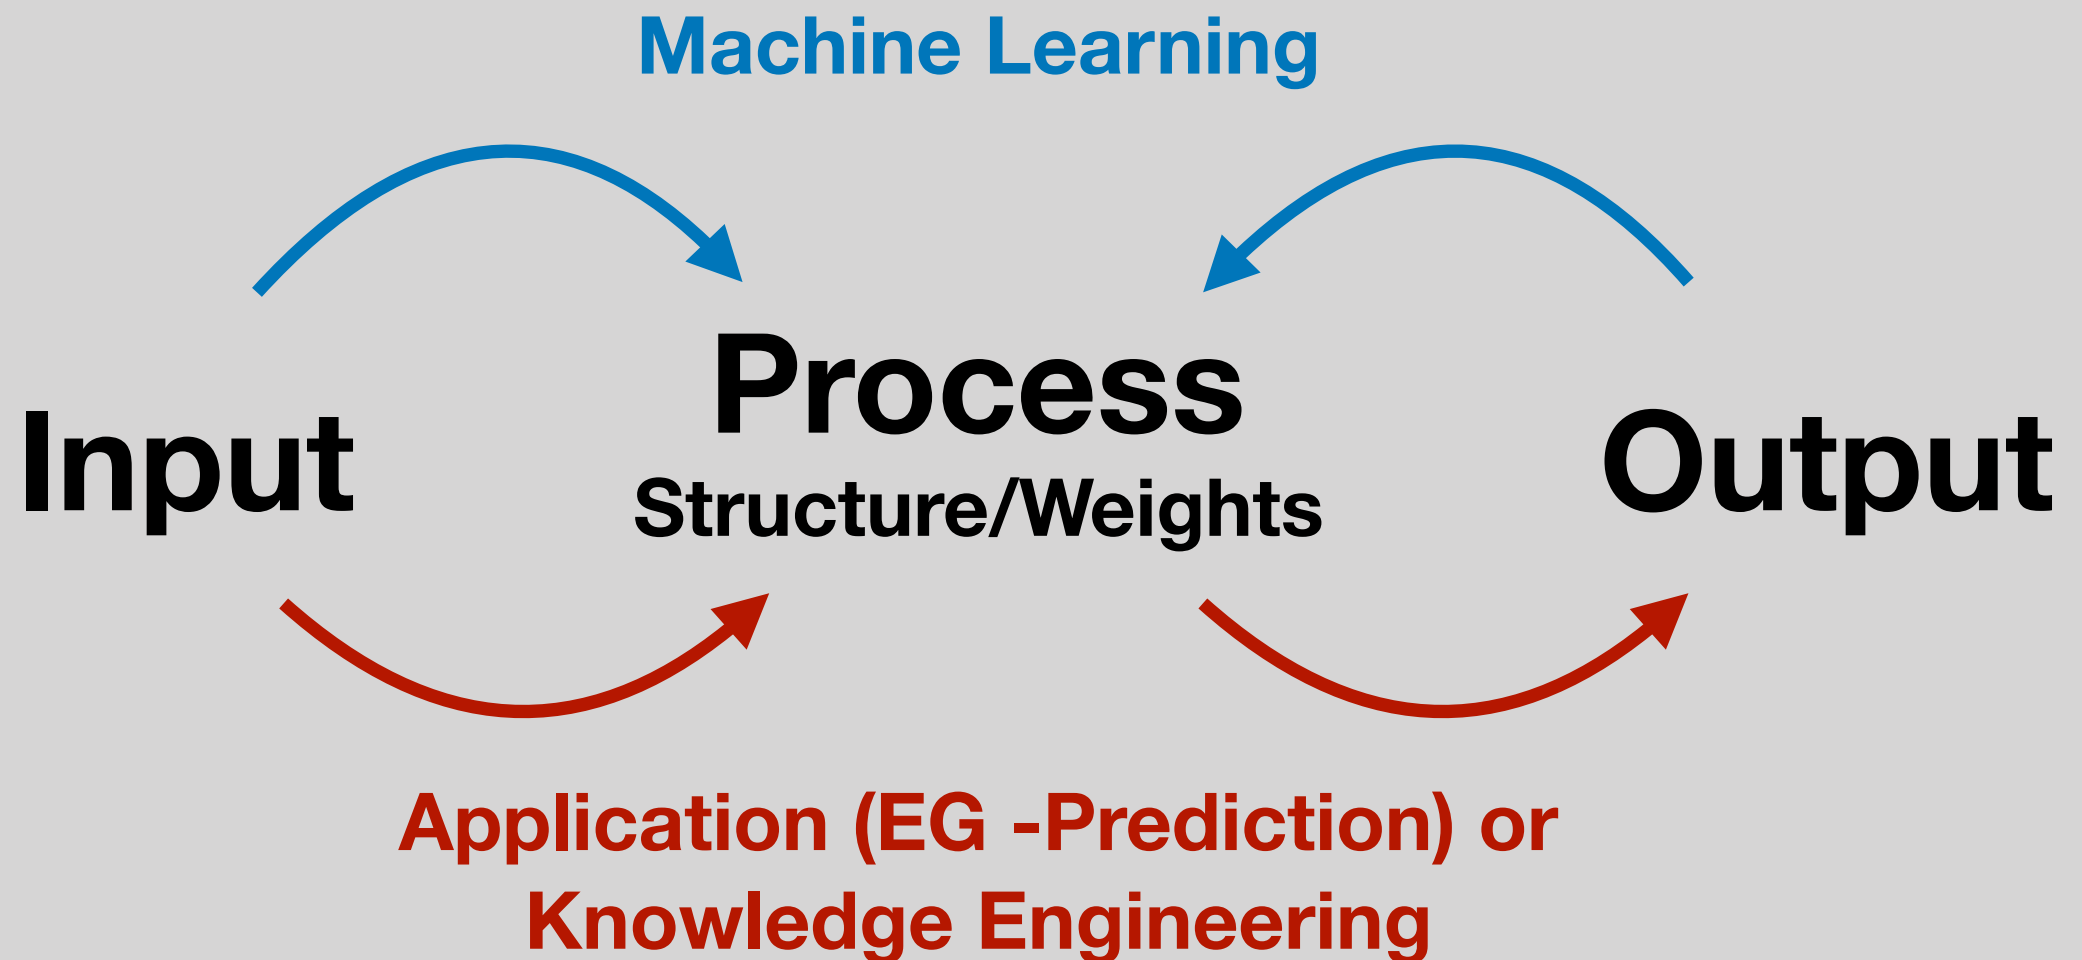 Machine Learning
Process
Input
Structure/Weights
Output
Application (EG -Prediction) or
Knowledge Engineering